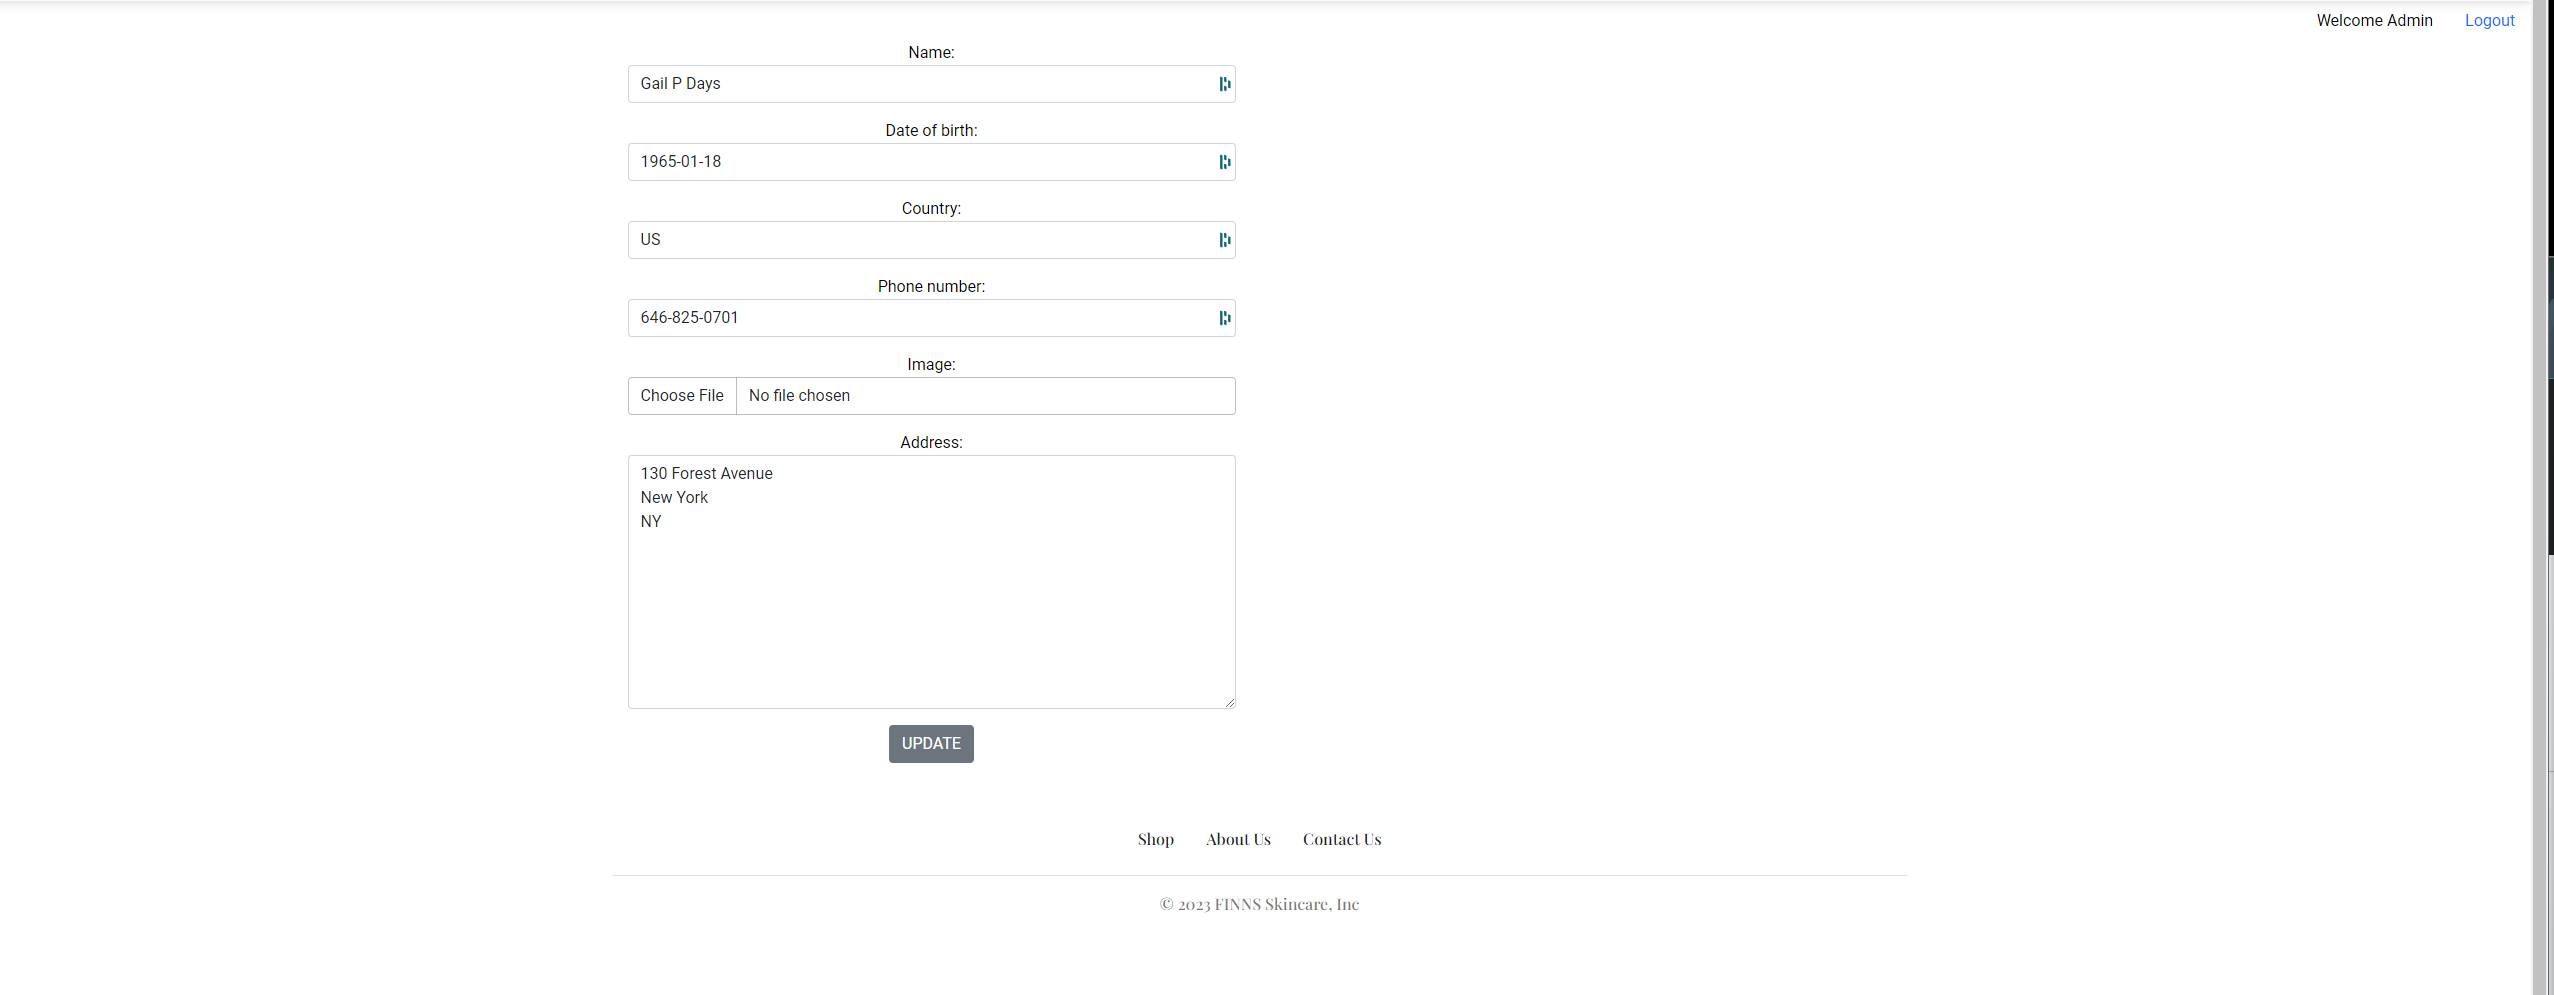 Welcome Admin Logout
Name:
Gail P Days
Date of birth:
1965-01-18
Country:
US
Phone number:
646-825-0701
Image:
Choose File No file chosen
Address:
130 Forest Avenue
New York
NY
UPDATE
Shop About Us Contact Us
© 2023 FINNS Skincare, Inc